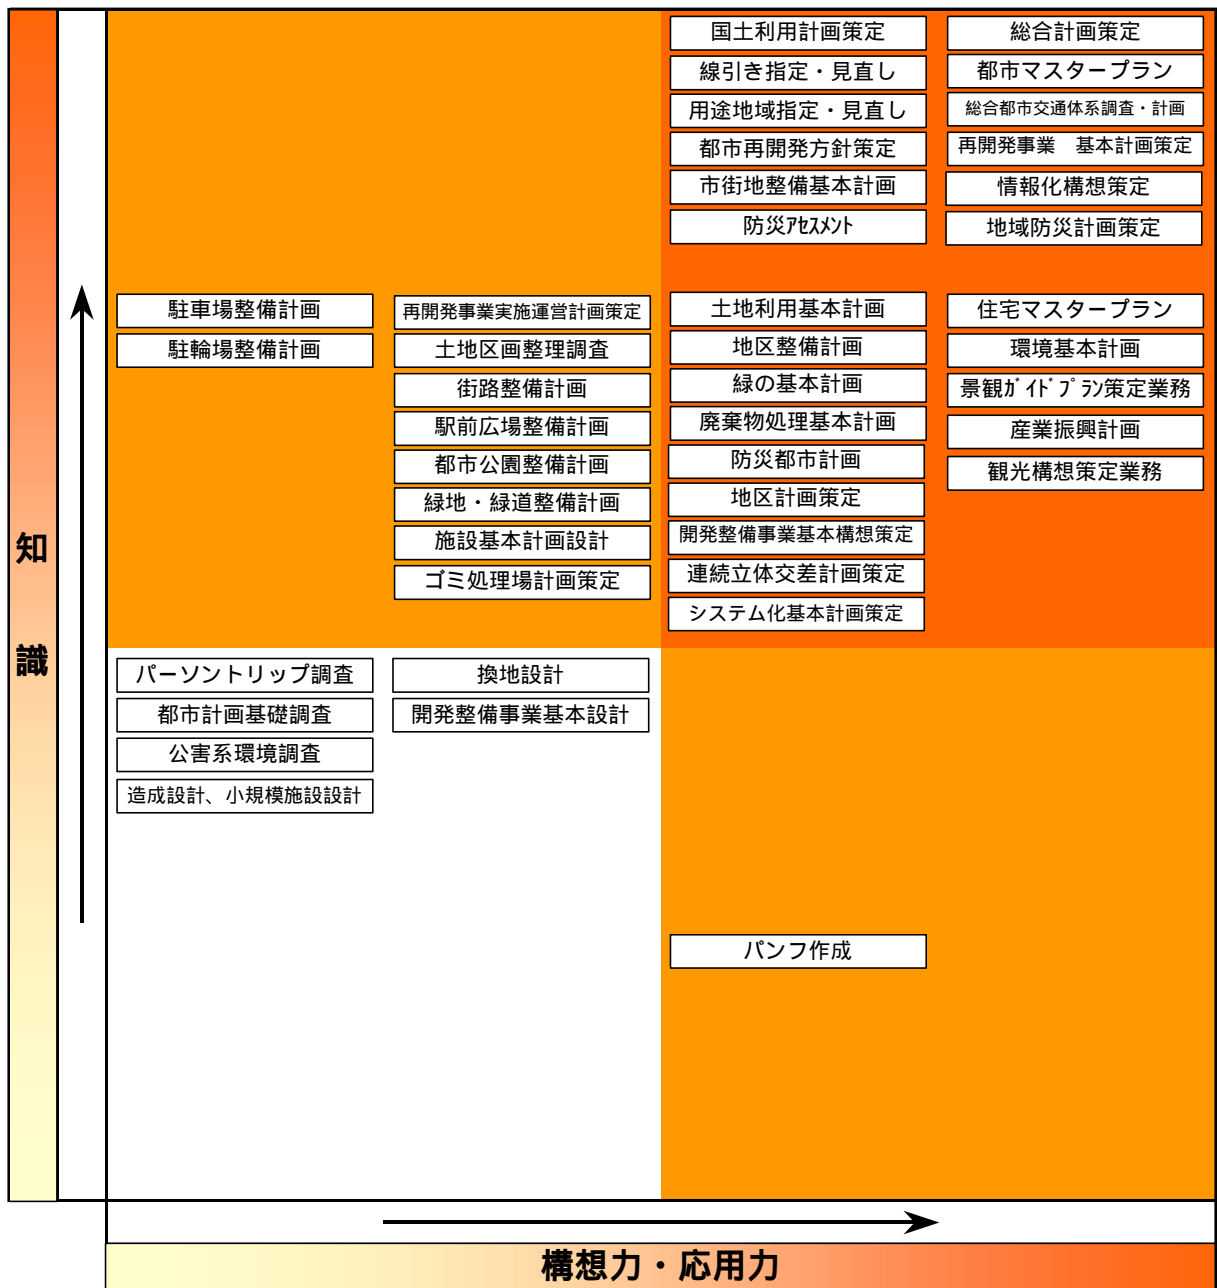 国土利用計画策定
線引き指定・見直し
用途地域指定・見直し
都市再開発方針策定
市街地整備基本計画
防災ｱｾｽﾒﾝﾄ
総合計画策定
都市マスタープラン
総合都市交通体系調査・計画
再開発事業　基本計画策定
情報化構想策定
地域防災計画策定
駐車場整備計画
駐輪場整備計画
再開発事業実施運営計画策定
土地区画整理調査
街路整備計画
駅前広場整備計画
都市公園整備計画
緑地・緑道整備計画
施設基本計画設計
ゴミ処理場計画策定
土地利用基本計画
地区整備計画
緑の基本計画
廃棄物処理基本計画
防災都市計画
地区計画策定
開発整備事業基本構想策定
連続立体交差計画策定
システム化基本計画策定
住宅マスタープラン
環境基本計画
景観ｶﾞｲﾄﾞﾌﾟﾗﾝ策定業務
産業振興計画
観光構想策定業務
知識
パーソントリップ調査
都市計画基礎調査
公害系環境調査
造成設計、小規模施設設計
換地設計
開発整備事業基本設計
パンフ作成
構想力・応用力